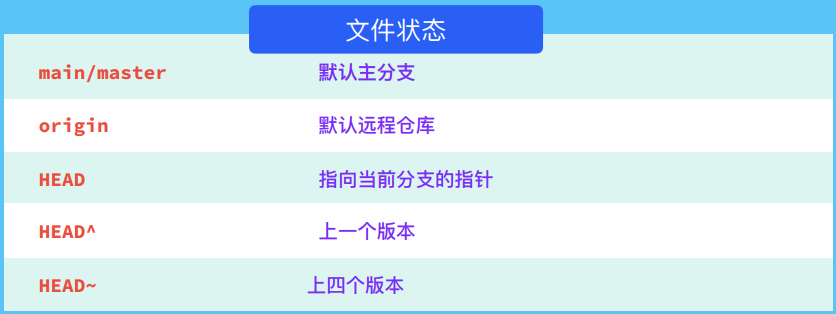 文件状态
main/master 默认主分支
origin 默认远程仓库
HEAD 指向当前分支的指针
HEAD^ 上一个版本
HEAD~ 上四个版本